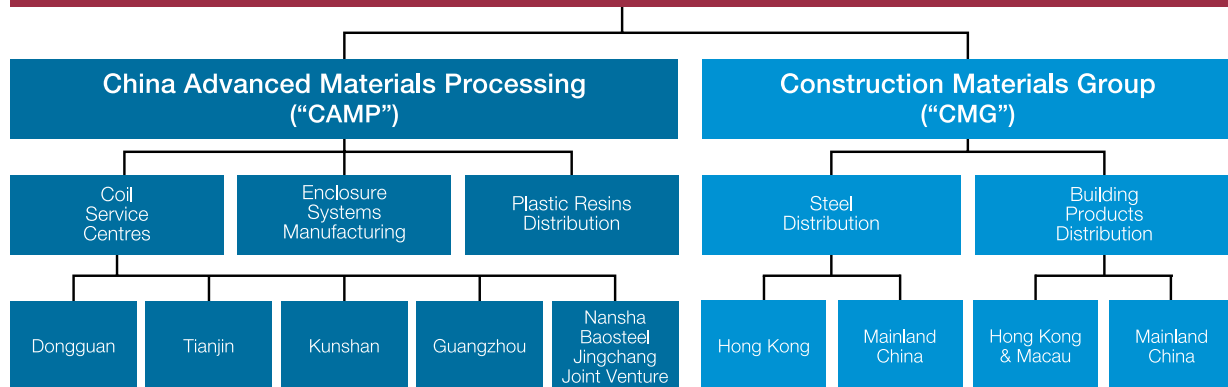 China Advanced Materials Processing
(“CAMP”)
Construction Materials Group
(“CMG”)
Coil
Service
Centres
Enclosure
Systems
Manufacturing
Plastic Resins
Distribution
Steel
Distribution
Building
Products
Distribution
Dongguan
Tianjin
Kunshan
Guangzhou
Nansha
Baosteel
Jingchang
Joint Venture
Hong Kong
Mainland
China
Hong Kong
& Macau
Mainland
China